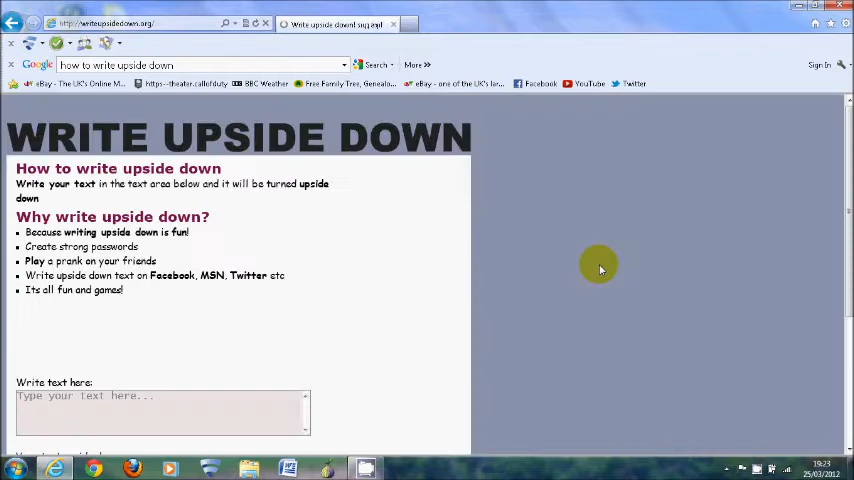 http://writeupsidedown.org/
Write upside down!
Google
how to write upside down
Search
More »
Sign In
eBay - The UK's Online M...
https--theater.callofduty
BBC Weather
Free Family Tree, Genealo...
eBay - one of the UK's lar...
Facebook
YouTube
Twitter
WRITE UPSIDE DOWN
How to write upside down
Write your text in the text area below and it will be turned upside
down
Why write upside down?
Because writing upside down is fun!
Create strong passwords
Play a prank on your friends
Write upside down text on Facebook, MSN, Twitter etc
Its all fun and games!
Write text here:
Type your text here...
19:23
25/03/2012